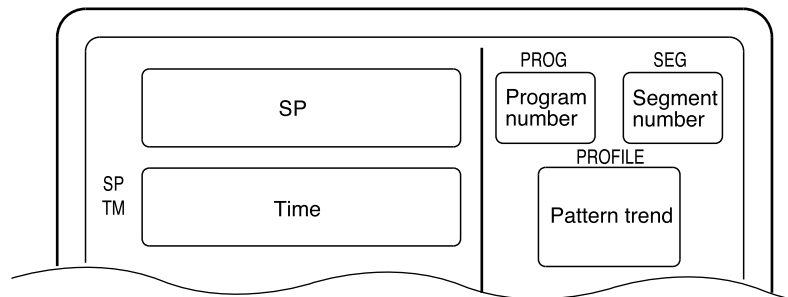 PROG SEG
SP
Program
number
Segment
number
PROFILE
SP
TM
Time
Pattern trend